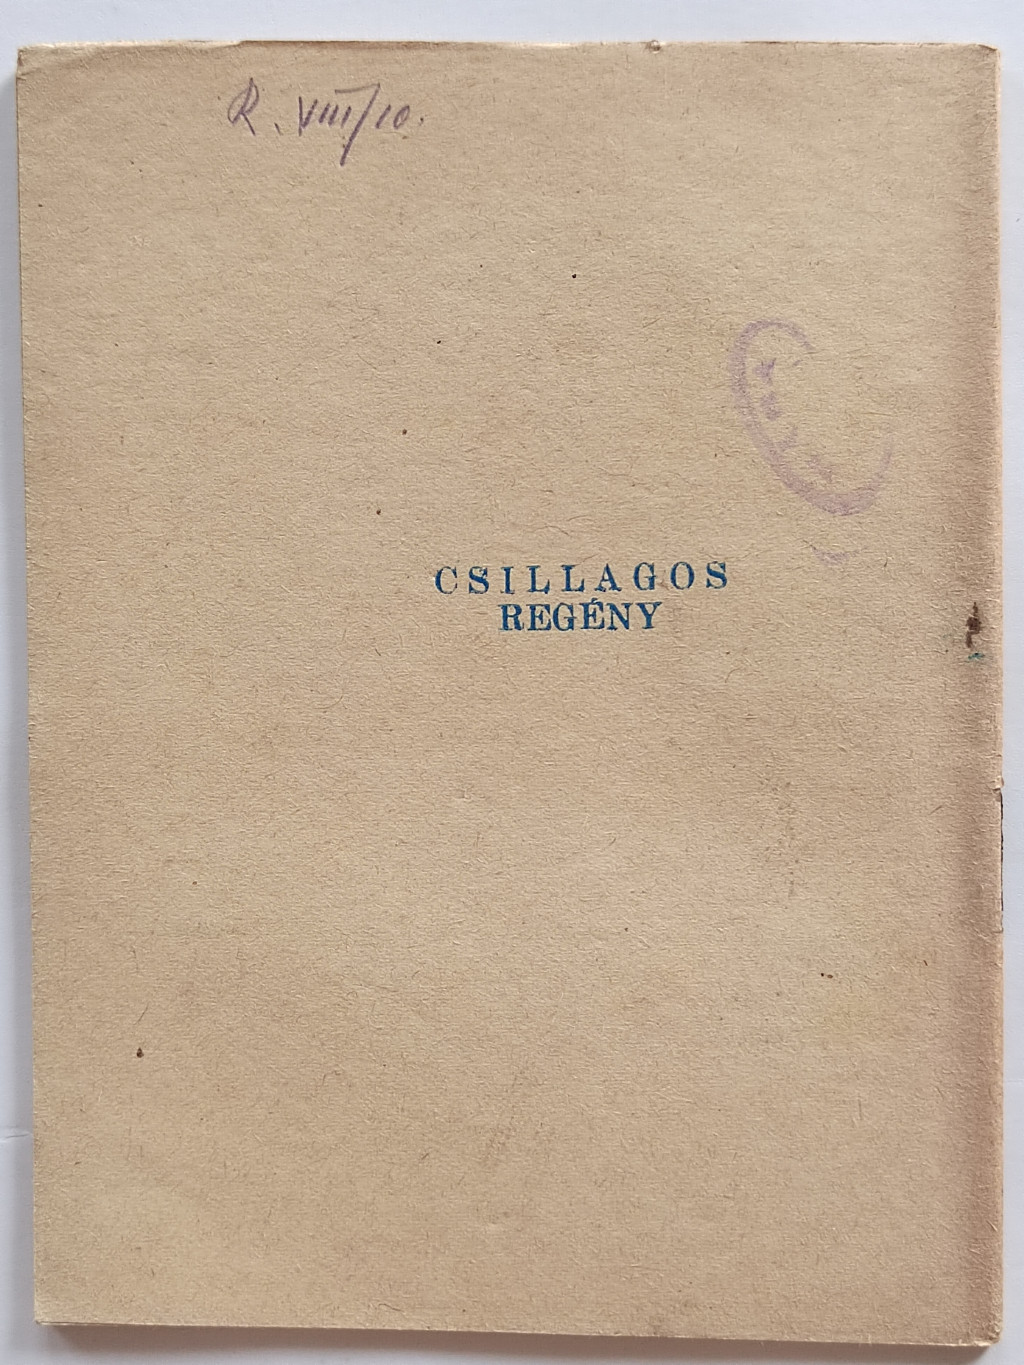 R. VIII/10.
CSILLAGOS
REGÉNY